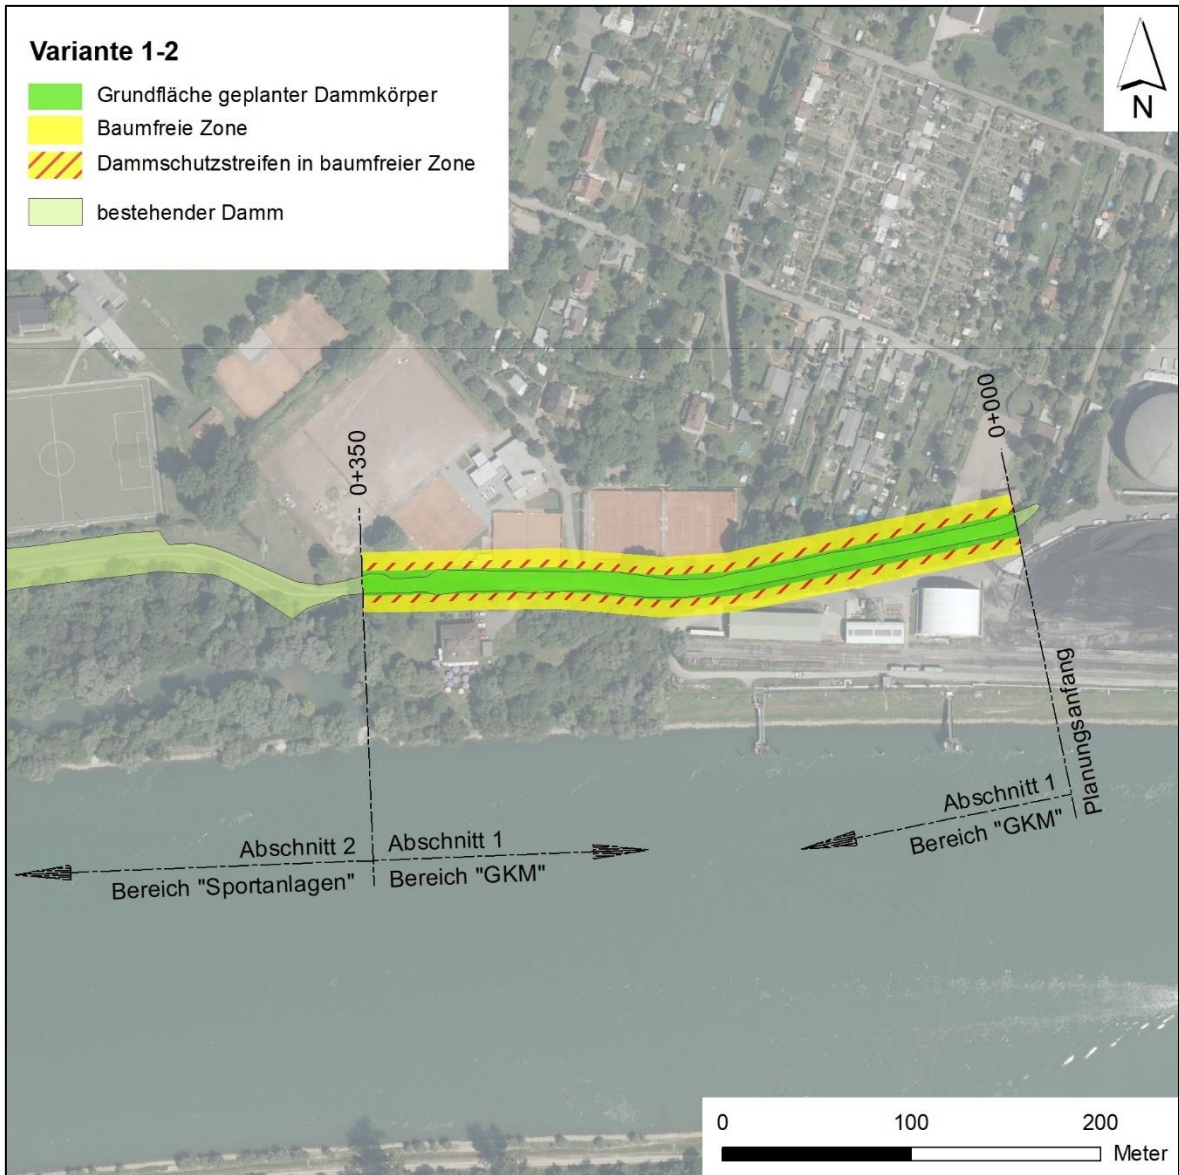 Variante 1-2
Grundfläche geplanter Dammkörper
Baumfreie Zone
Dammschutzstreifen in baumfreier Zone
bestehender Damm
N
0+350
0+000
Planungsanfang
Abschnitt 1
Bereich "GKM"
Abschnitt 2
Bereich "Sportanlagen"
Abschnitt 1
Bereich "GKM"
0 100 200
Meter